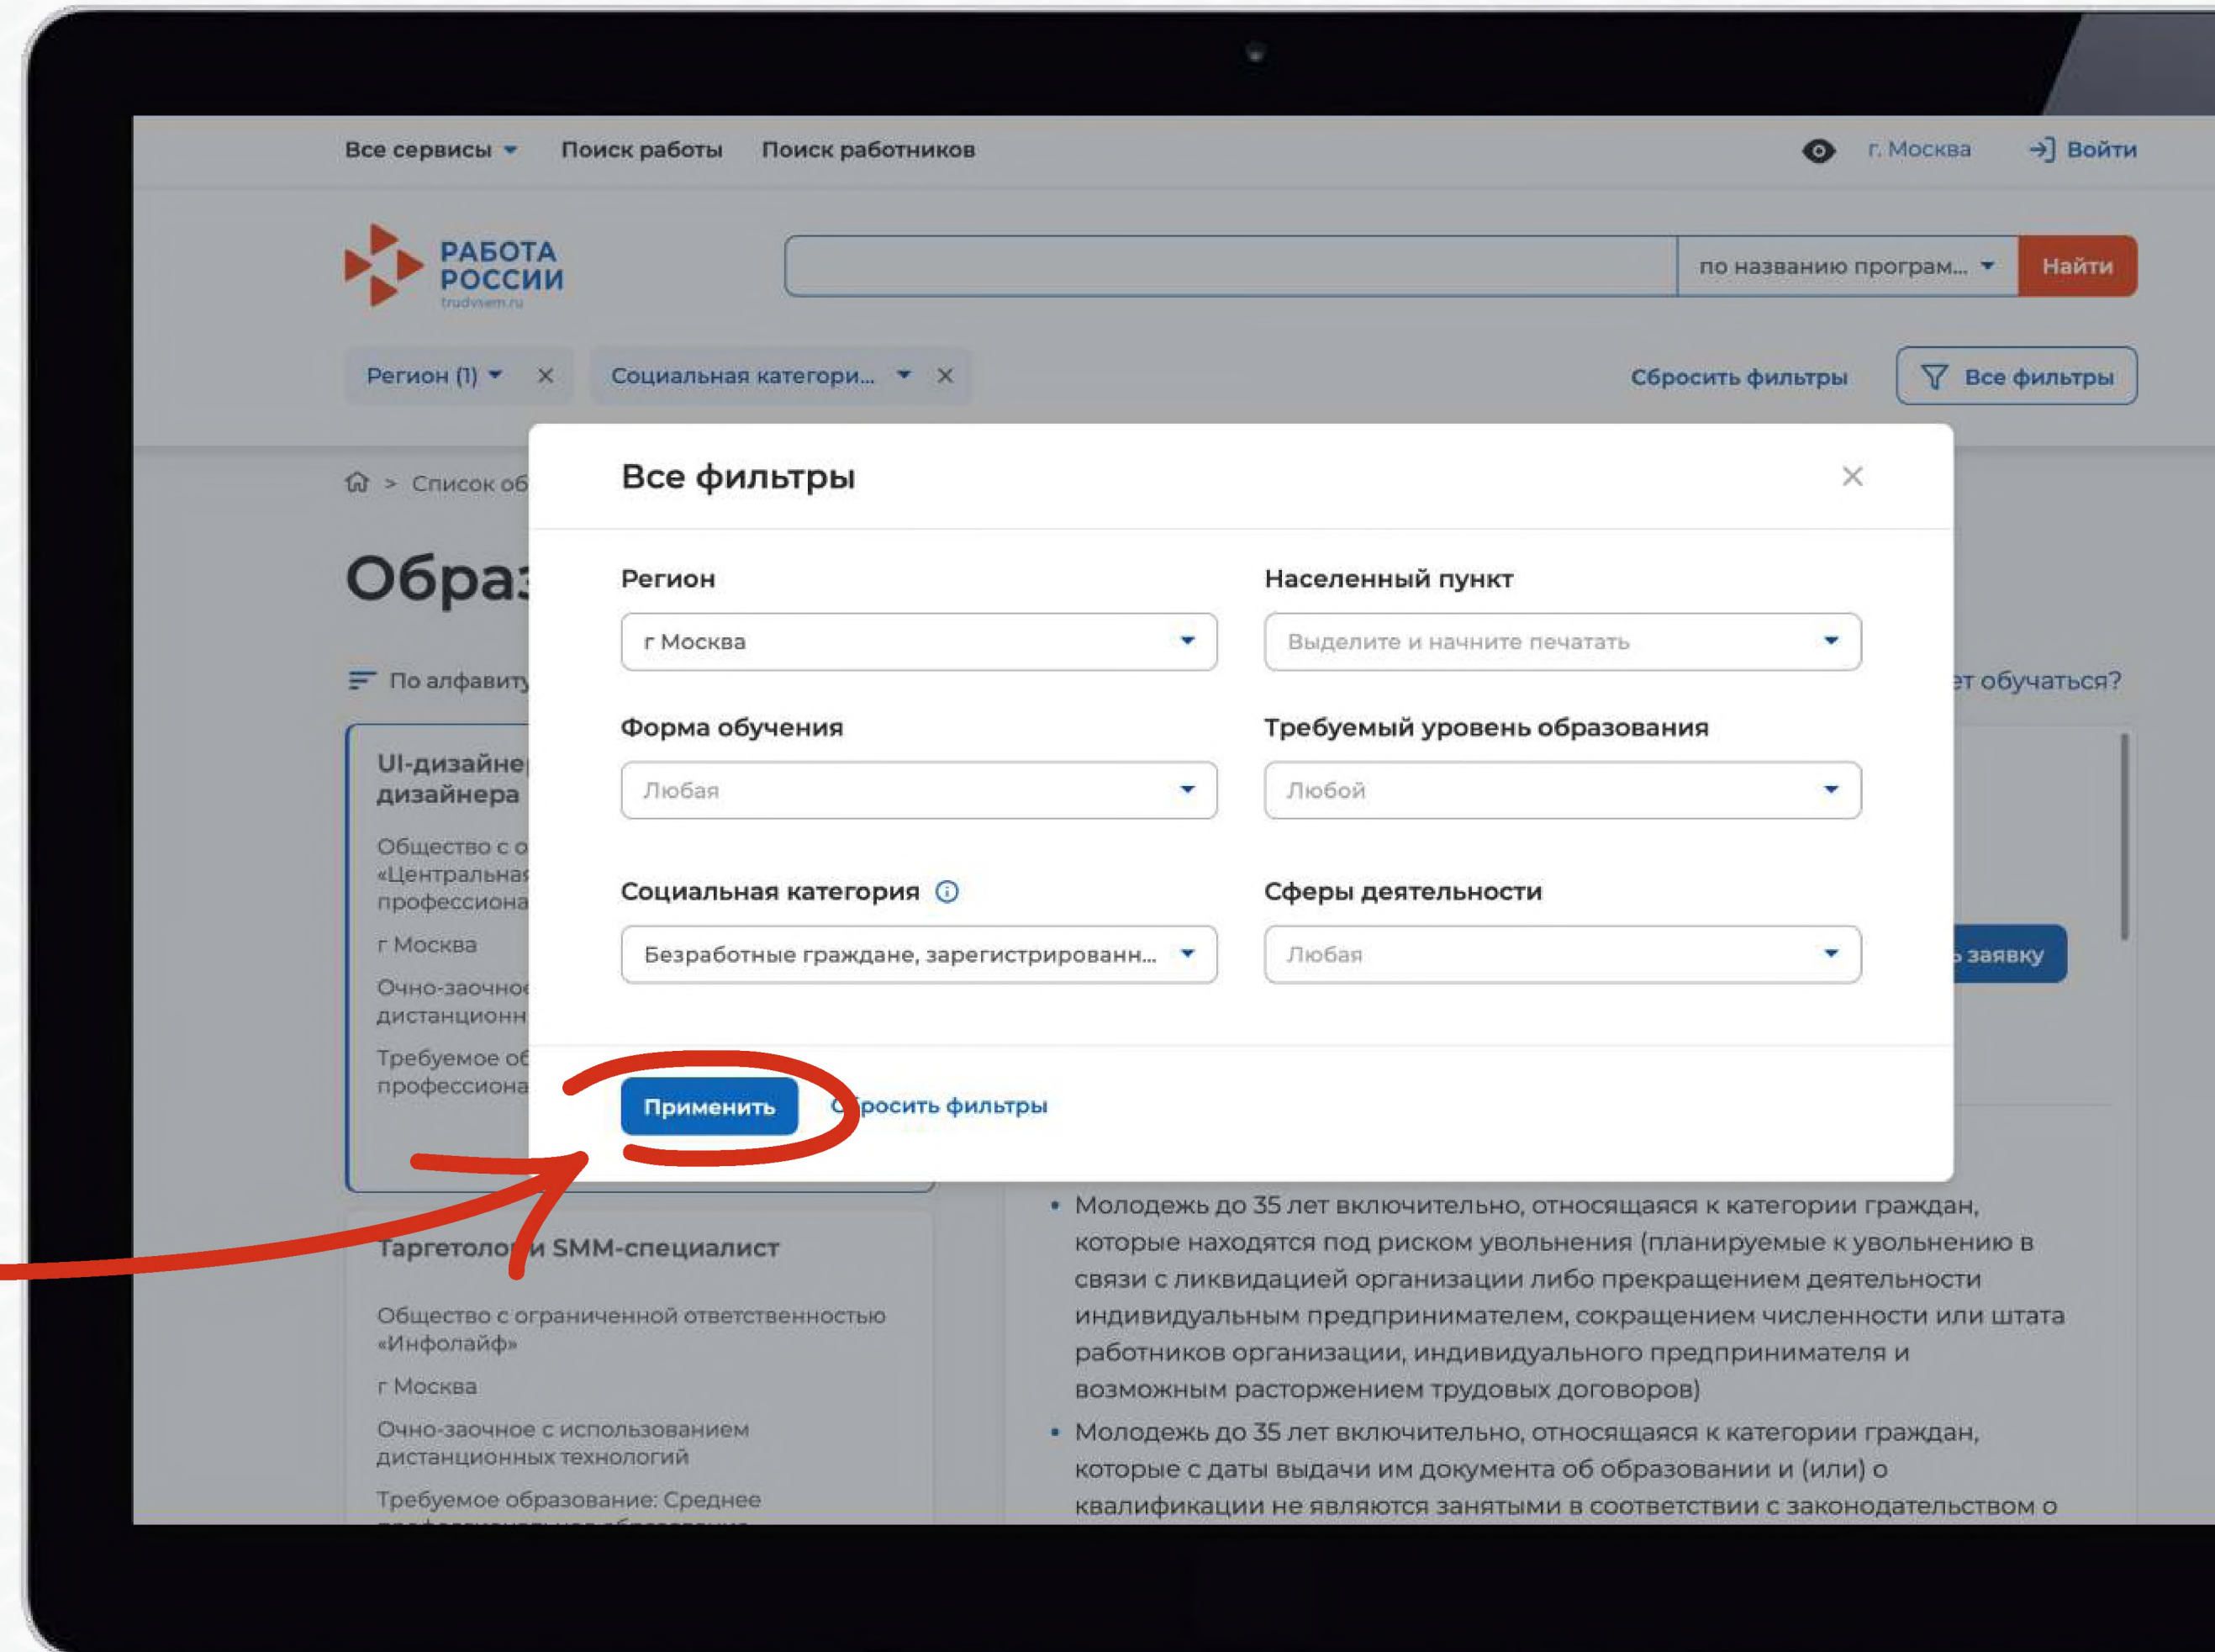 Все сервисы Поиск работы Поиск работников г. Москва Войти
РАБОТА
РОССИИ
trudvsem.ru
по названию програм... Найти
Регион (1) × Социальная категори... × Сбросить фильтры Все фильтры
> Список об
Все фильтры ×
Образ
Регион Населенный пункт
г Москва Выделите и начните печатать
По алфавиту ет обучаться?
Форма обучения Требуемый уровень образования
Любая Любой
UI-дизайнер
дизайнера
Общество с о
«Центральная
профессиона
г Москва
Очно-заочное
дистанционн
Требуемое об
профессиона
Социальная категория Сферы деятельности
Безработные граждане, зарегистрированн... Любая
ь заявку
Применить Сбросить фильтры
Таргетолог и SMM-специалист
Общество с ограниченной ответственностью
«Инфолайф»
г Москва
Очно-заочное с использованием
дистанционных технологий
Требуемое образование: Среднее
• Молодежь до 35 лет включительно, относящаяся к категории граждан,
которые находятся под риском увольнения (планируемые к увольнению в
связи с ликвидацией организации либо прекращением деятельности
индивидуальным предпринимателем, сокращением численности или штата
работников организации, индивидуального предпринимателя и
возможным расторжением трудовых договоров)
• Молодежь до 35 лет включительно, относящаяся к категории граждан,
которые с даты выдачи им документа об образовании и (или) о
квалификации не являются занятыми в соответствии с законодательством о